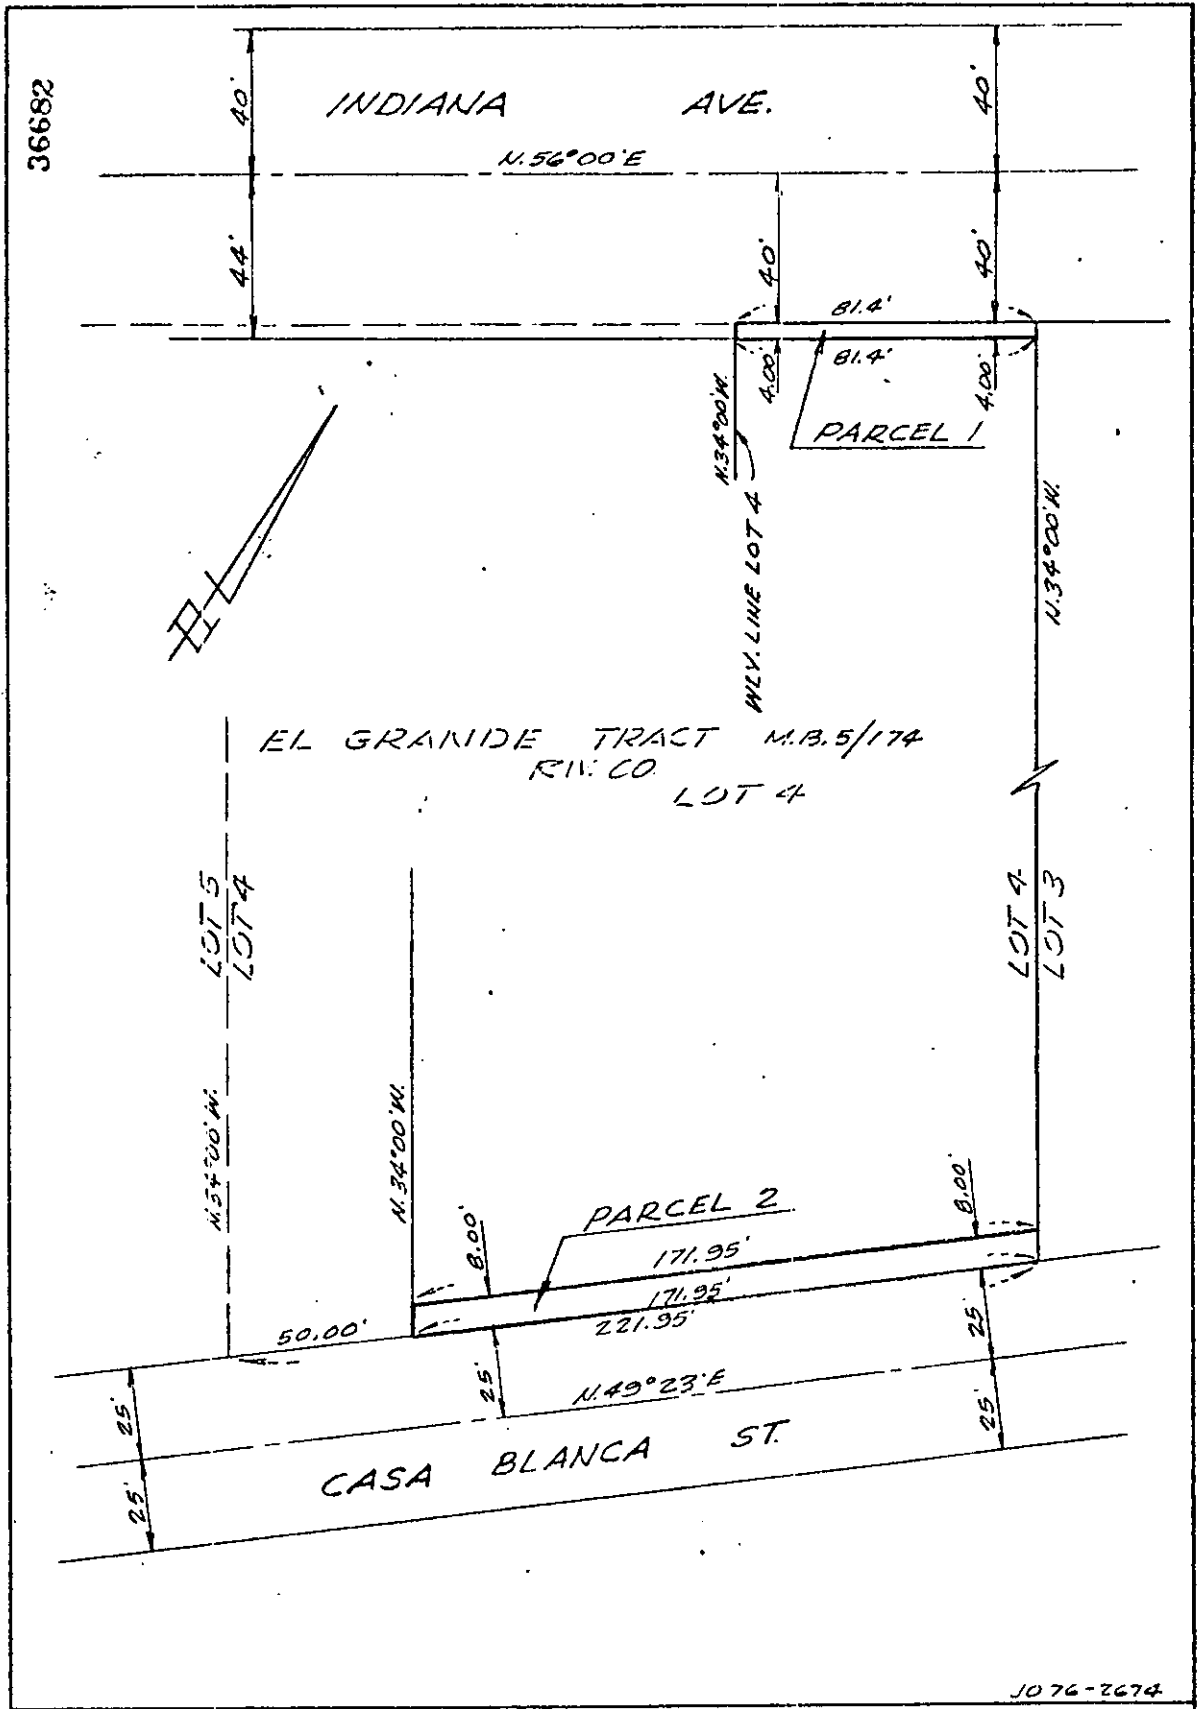 36682
40'
INDIANA AVE.
40'
N.56°00'E
44'
40'
40'
81.4'
81.4'
4.00'
4.00'
PARCEL 1
N.34°00'W.
WLY. LINE LOT 4
N.34°00'W.
EL GRANDE TRACT M.B. 5/174
RIV. CO.
LOT 4
LOT 5
LOT 4
LOT 4
LOT 3
N.34°00'W.
N.34°00'W.
8.00'
PARCEL 2
8.00'
171.95'
171.95'
221.95'
50.00'
25'
25'
25'
N.49°23'E
25'
25'
CASA BLANCA ST.
JO 76-2674